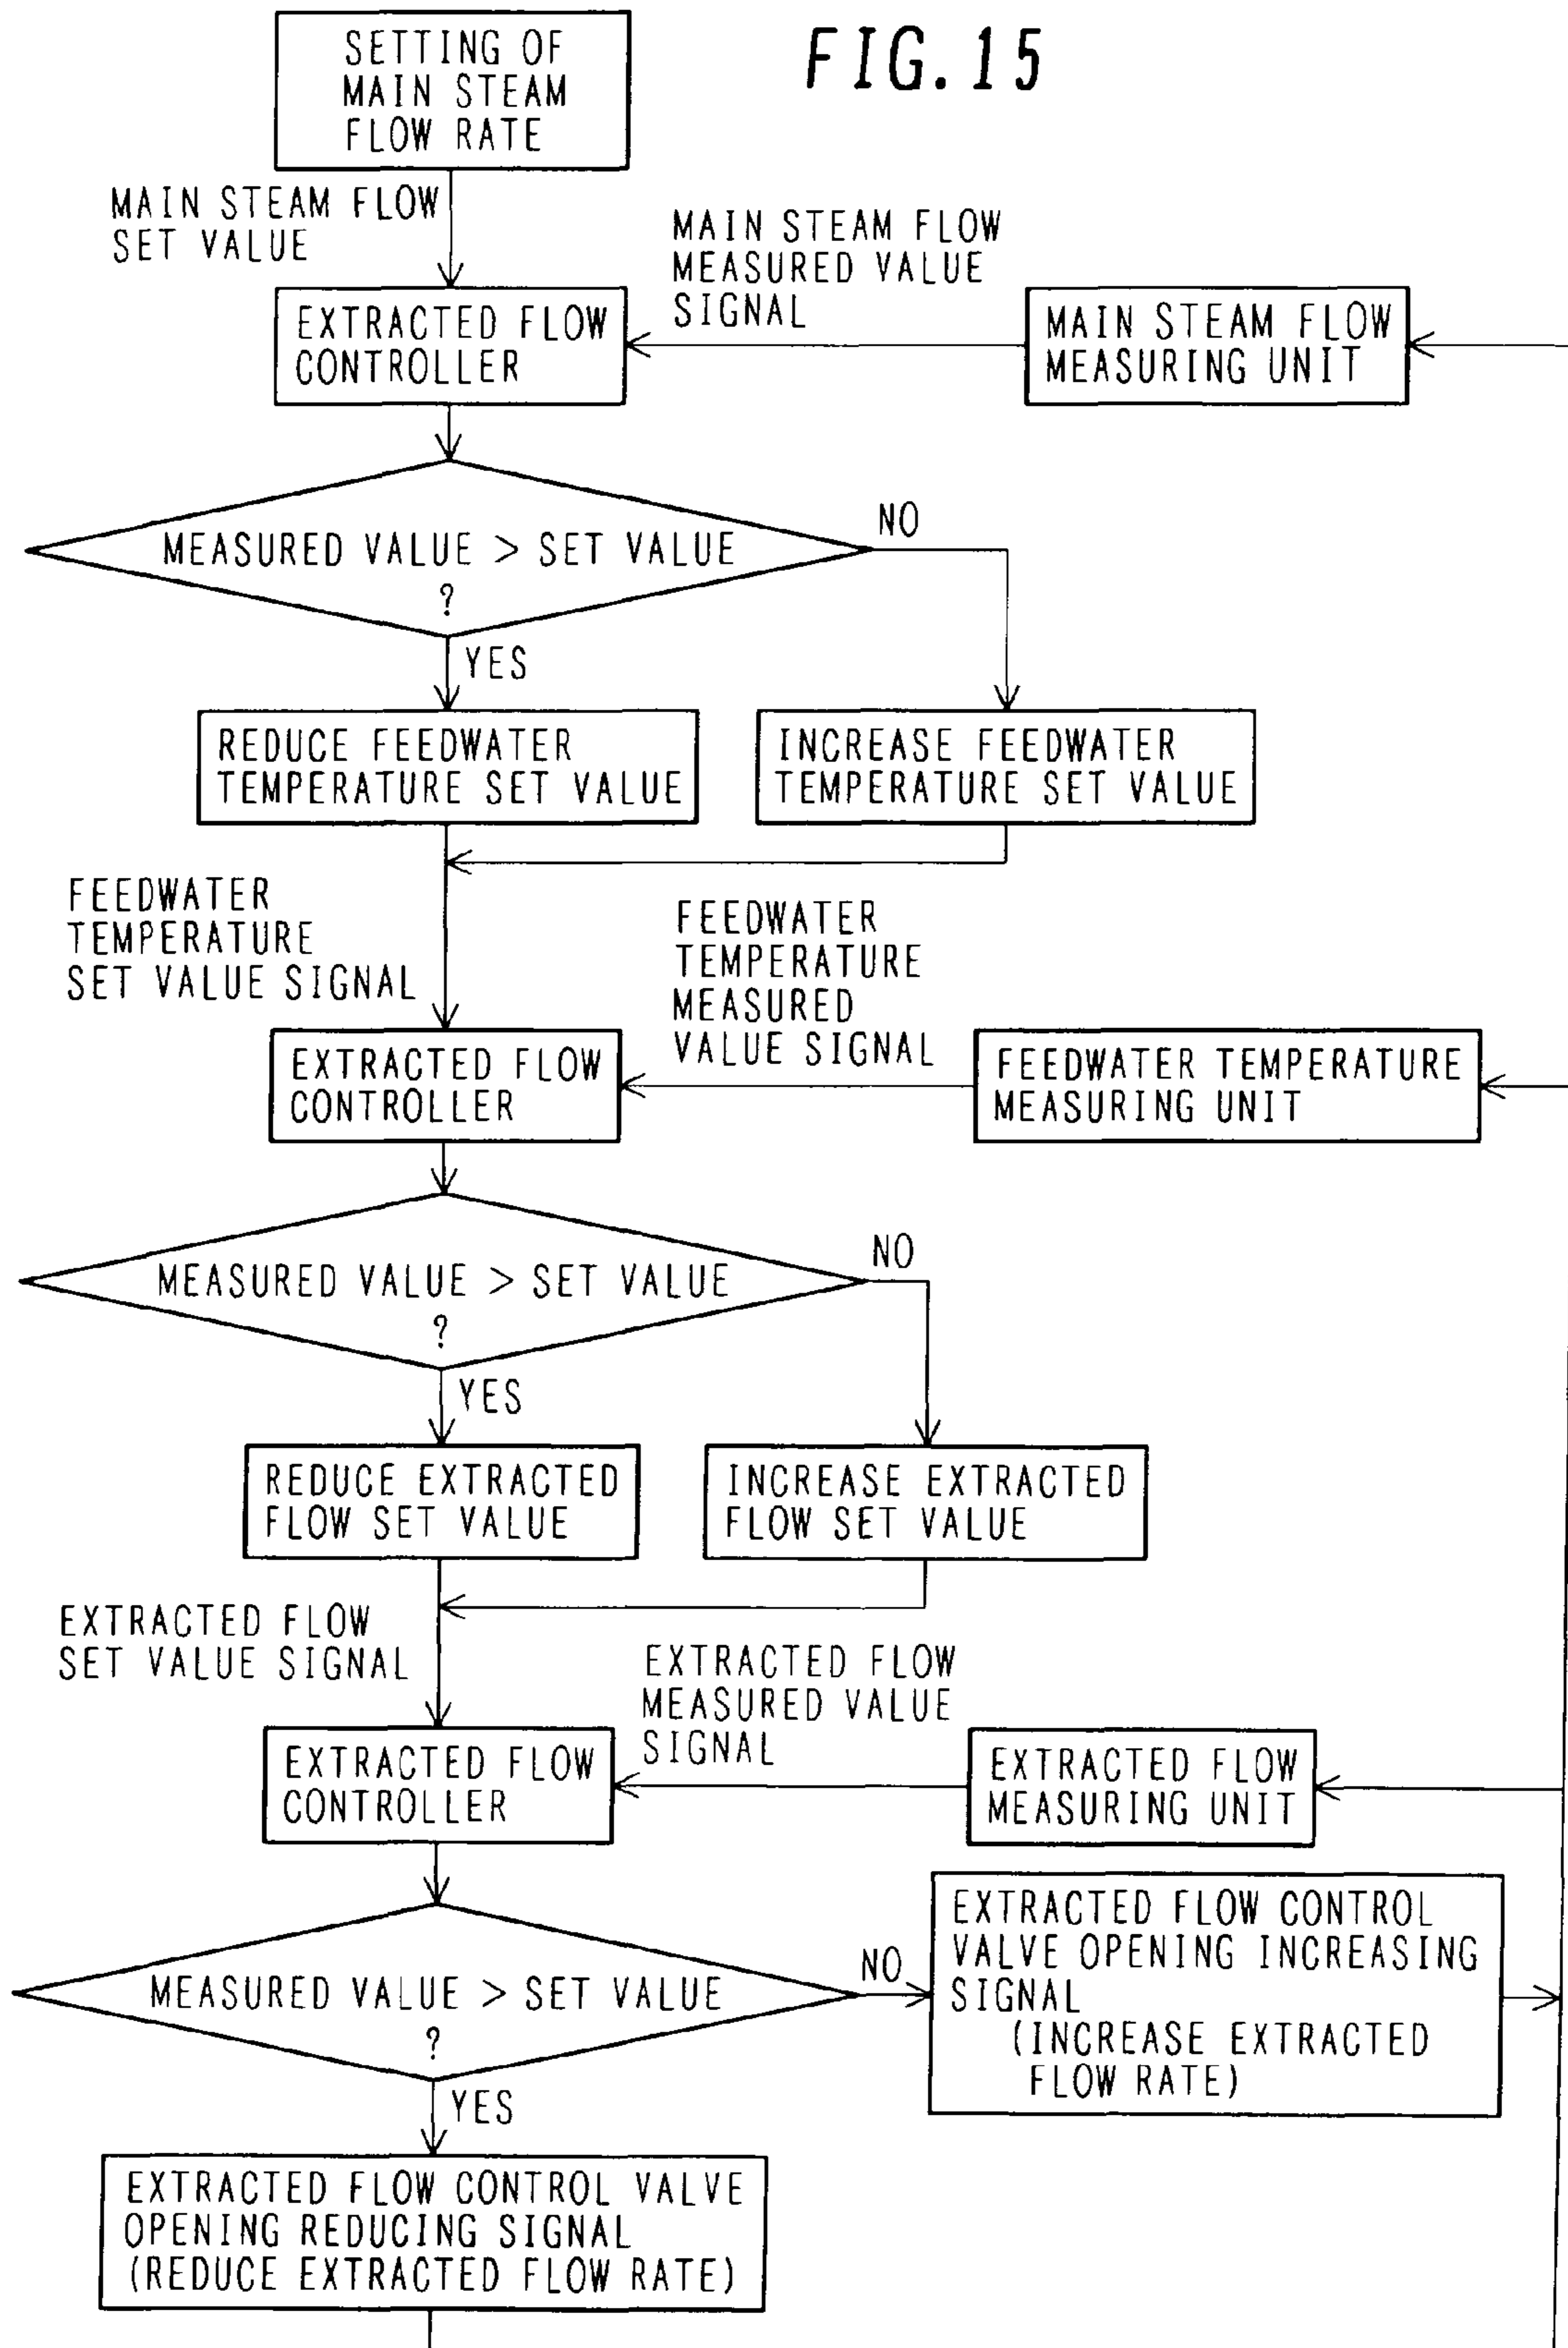 FIG. 15
SETTING OF
MAIN STEAM
FLOW RATE
MAIN STEAM FLOW
SET VALUE
MAIN STEAM FLOW
MEASURED VALUE
SIGNAL
EXTRACTED FLOW
CONTROLLER
MAIN STEAM FLOW
MEASURING UNIT
MEASURED VALUE > SET VALUE
?
NO
YES
REDUCE FEEDWATER
TEMPERATURE SET VALUE
INCREASE FEEDWATER
TEMPERATURE SET VALUE
FEEDWATER
TEMPERATURE
SET VALUE SIGNAL
FEEDWATER
TEMPERATURE
MEASURED
VALUE SIGNAL
EXTRACTED FLOW
CONTROLLER
FEEDWATER TEMPERATURE
MEASURING UNIT
MEASURED VALUE > SET VALUE
?
NO
YES
REDUCE EXTRACTED
FLOW SET VALUE
INCREASE EXTRACTED
FLOW SET VALUE
EXTRACTED FLOW
SET VALUE SIGNAL
EXTRACTED FLOW
MEASURED VALUE
SIGNAL
EXTRACTED FLOW
CONTROLLER
EXTRACTED FLOW
MEASURING UNIT
MEASURED VALUE > SET VALUE
?
NO
EXTRACTED FLOW CONTROL
VALVE OPENING INCREASING
SIGNAL
(INCREASE EXTRACTED
FLOW RATE)
YES
EXTRACTED FLOW CONTROL VALVE
OPENING REDUCING SIGNAL
(REDUCE EXTRACTED FLOW RATE)